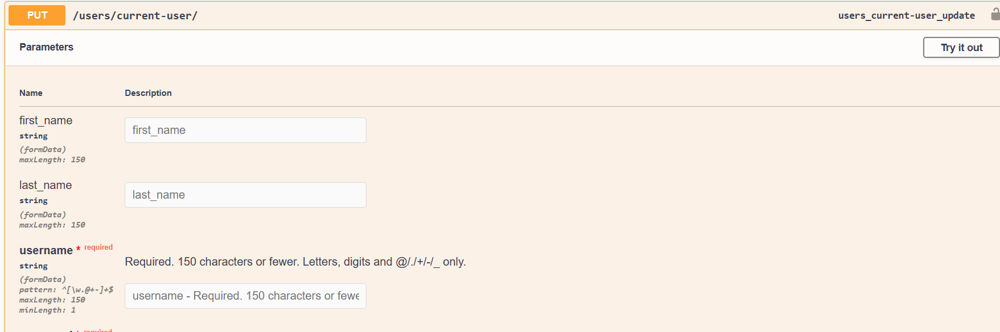 PUT /users/current-user/ users_current-user_update
Parameters Try it out
Name Description
first_name
string
(formData)
maxLength: 150
first_name
last_name
string
(formData)
maxLength: 150
last_name
username * required
string
(formData)
pattern: ^[\w.@+-]+$
maxLength: 150
minLength: 1
Required. 150 characters or fewer. Letters, digits and @/./+/-/_ only.
username - Required. 150 characters or fewe
* required